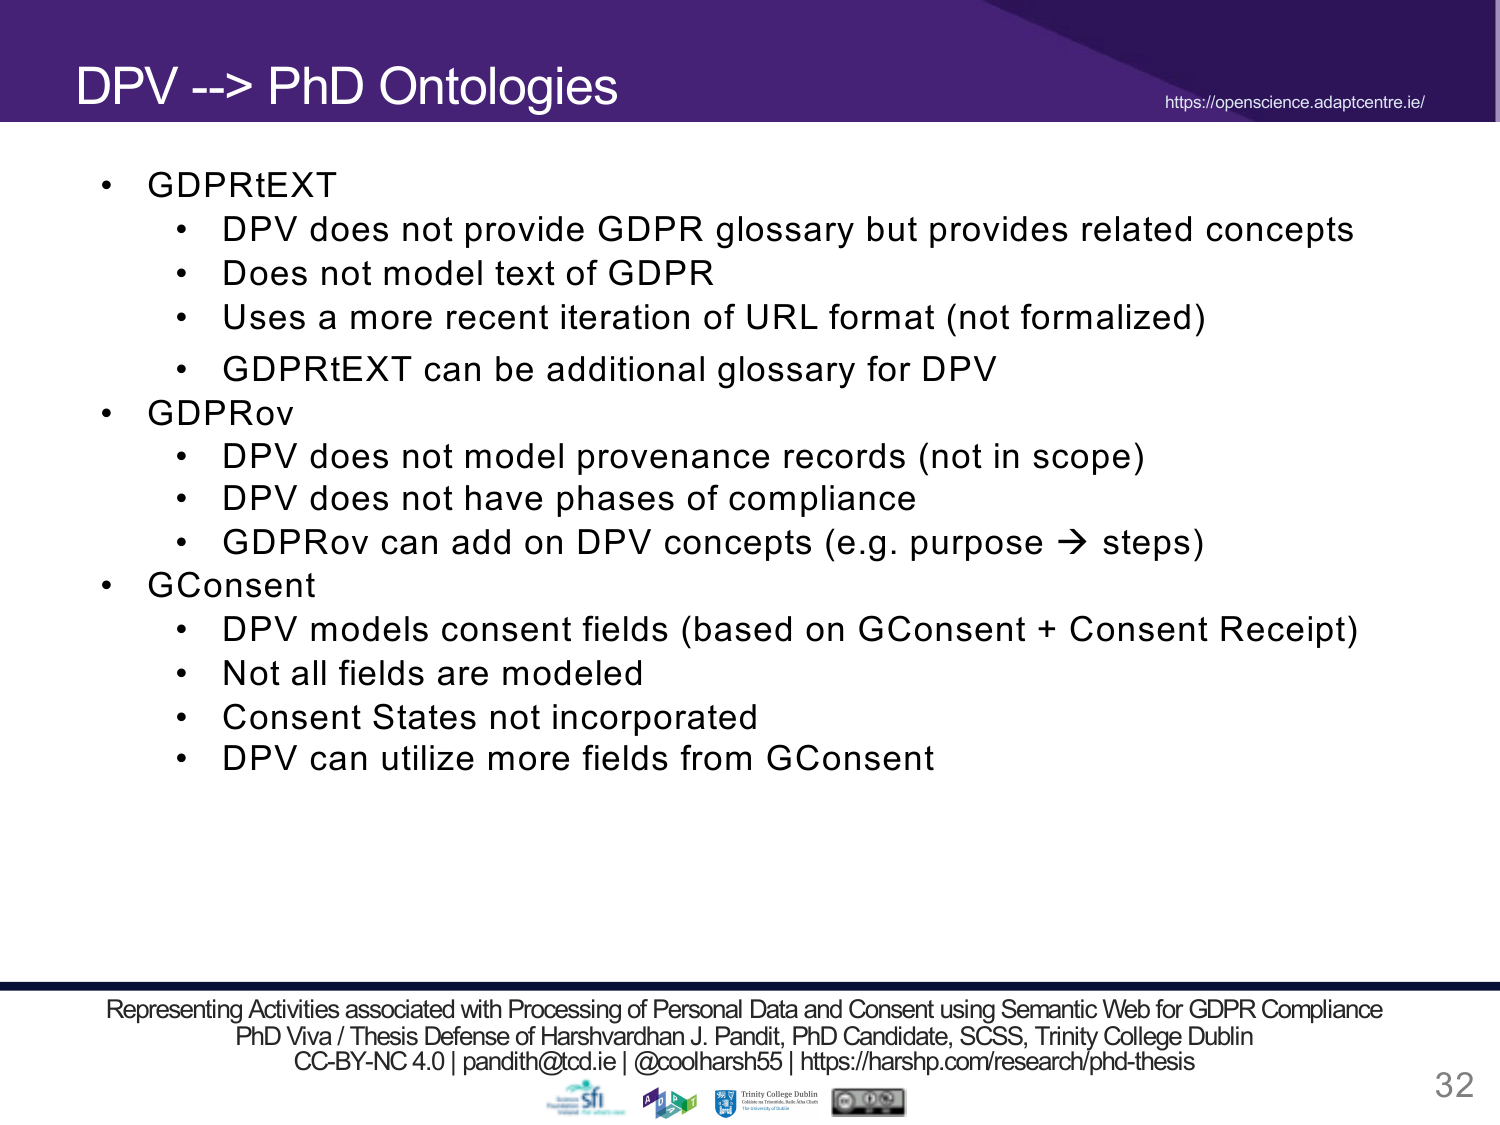 DPV --> PhD Ontologies
https://openscience.adaptcentre.ie/
• GDPRtEXT
• DPV does not provide GDPR glossary but provides related concepts
• Does not model text of GDPR
• Uses a more recent iteration of URL format (not formalized)
• GDPRtEXT can be additional glossary for DPV
• GDPRov
• DPV does not model provenance records (not in scope)
• DPV does not have phases of compliance
• GDPRov can add on DPV concepts (e.g. purpose → steps)
• GConsent
• DPV models consent fields (based on GConsent + Consent Receipt)
• Not all fields are modeled
• Consent States not incorporated
• DPV can utilize more fields from GConsent
Representing Activities associated with Processing of Personal Data and Consent using Semantic Web for GDPR Compliance
PhD Viva / Thesis Defense of Harshvardhan J. Pandit, PhD Candidate, SCSS, Trinity College Dublin
CC-BY-NC 4.0 | pandith@tcd.ie | @coolharsh55 | https://harshp.com/research/phd-thesis
sfi
ADAPT
Trinity College Dublin
The University of Dublin
32